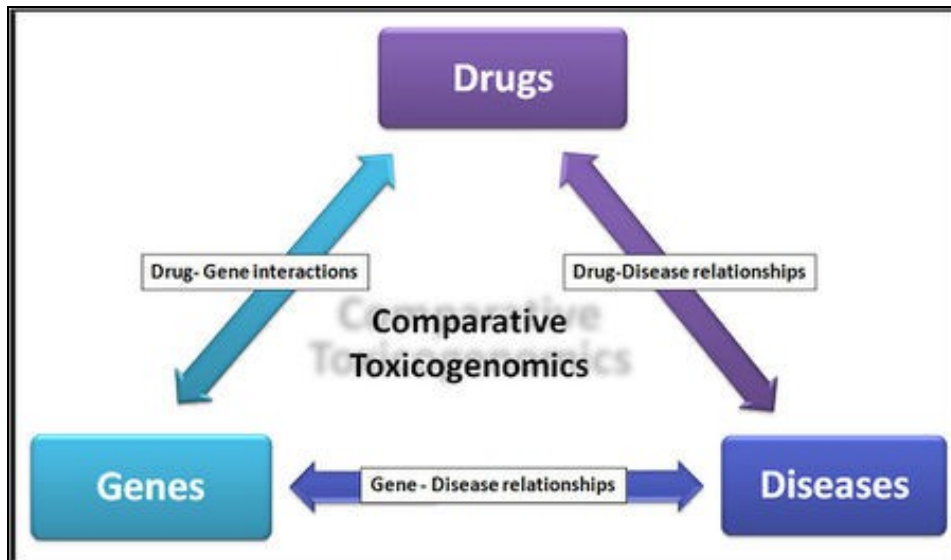 Drugs
Drug- Gene interactions
Drug-Disease relationships
Comparative
Toxicogenomics
Genes
Gene - Disease relationships
Diseases